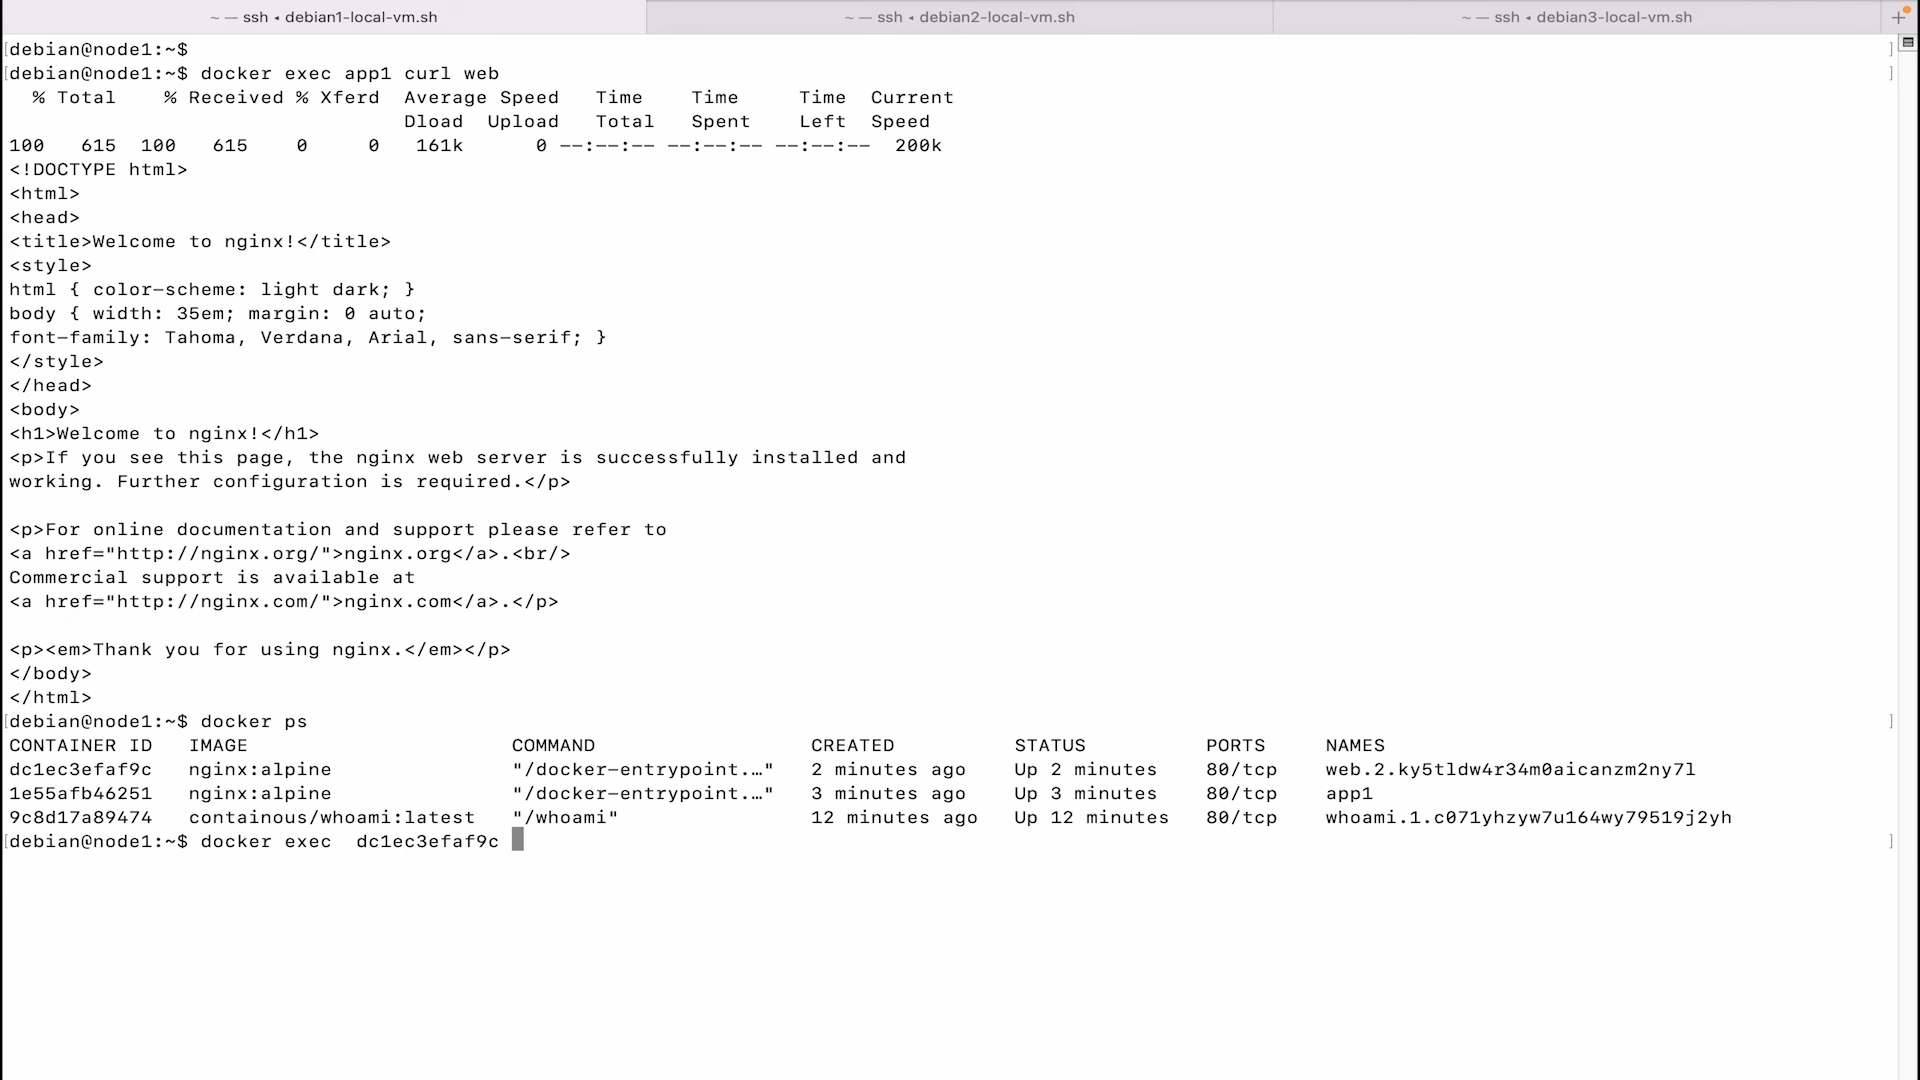 ~ — ssh ◂ debian1-local-vm.sh ~ — ssh ◂ debian2-local-vm.sh ~ — ssh ◂ debian3-local-vm.sh +
[debian@node1:~$ ]
[debian@node1:~$ docker exec app1 curl web ]
  % Total    % Received % Xferd  Average Speed   Time    Time     Time  Current
                                 Dload  Upload   Total   Spent    Left  Speed
100   615  100   615    0     0   161k      0 --:--:-- --:--:-- --:--:--  200k
<!DOCTYPE html>
<html>
<head>
<title>Welcome to nginx!</title>
<style>
html { color-scheme: light dark; }
body { width: 35em; margin: 0 auto;
font-family: Tahoma, Verdana, Arial, sans-serif; }
</style>
</head>
<body>
<h1>Welcome to nginx!</h1>
<p>If you see this page, the nginx web server is successfully installed and
working. Further configuration is required.</p>
<p>For online documentation and support please refer to
<a href="http://nginx.org/">nginx.org</a>.<br/>
Commercial support is available at
<a href="http://nginx.com/">nginx.com</a>.</p>
<p><em>Thank you for using nginx.</em></p>
</body>
</html>
[debian@node1:~$ docker ps ]
CONTAINER ID   IMAGE                      COMMAND                  CREATED          STATUS          PORTS     NAMES
dc1ec3efaf9c   nginx:alpine               "/docker-entrypoint.…"   2 minutes ago    Up 2 minutes    80/tcp    web.2.ky5tldw4r34m0aicanzm2ny7l
1e55afb46251   nginx:alpine               "/docker-entrypoint.…"   3 minutes ago    Up 3 minutes    80/tcp    app1
9c8d17a89474   containous/whoami:latest   "/whoami"                12 minutes ago   Up 12 minutes   80/tcp    whoami.1.c071yhzyw7u164wy79519j2yh
[debian@node1:~$ docker exec  dc1ec3efaf9c ]